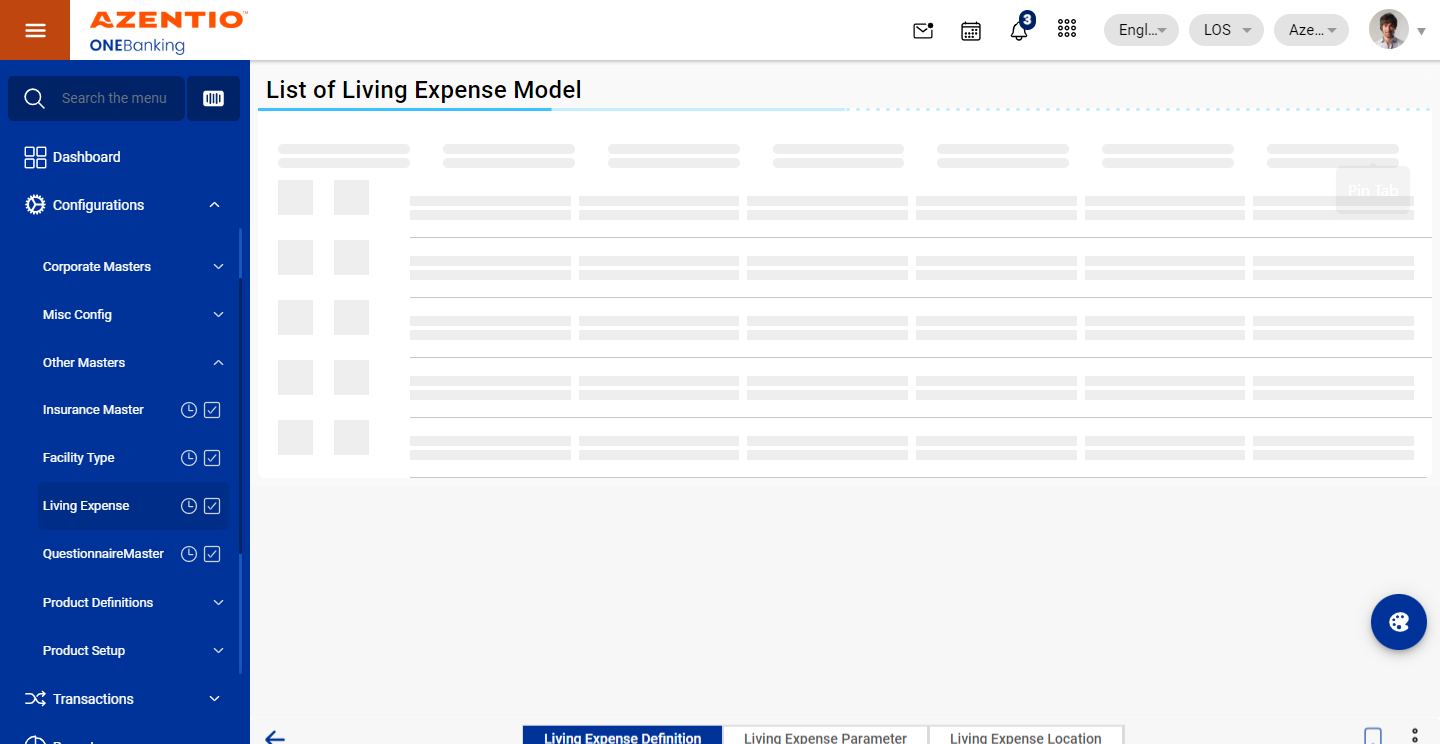 AZENTIO™
ONEBanking
3
Engl...
LOS
Aze...
Search the menu
Dashboard
Configurations
Corporate Masters
Misc Config
Other Masters
Insurance Master
Facility Type
Living Expense
QuestionnaireMaster
Product Definitions
Product Setup
Transactions
List of Living Expense Model
Pin Tab
Living Expense Definition
Living Expense Parameter
Living Expense Location